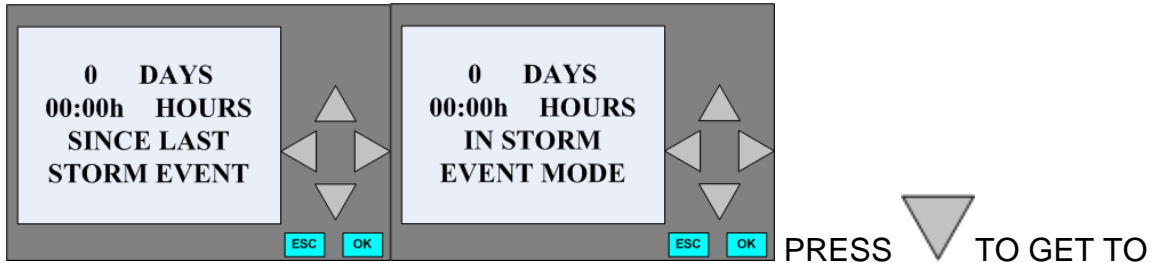 0 DAYS
00:00h HOURS
SINCE LAST
STORM EVENT
ESC OK
0 DAYS
00:00h HOURS
IN STORM
EVENT MODE
ESC OK
PRESS TO GET TO